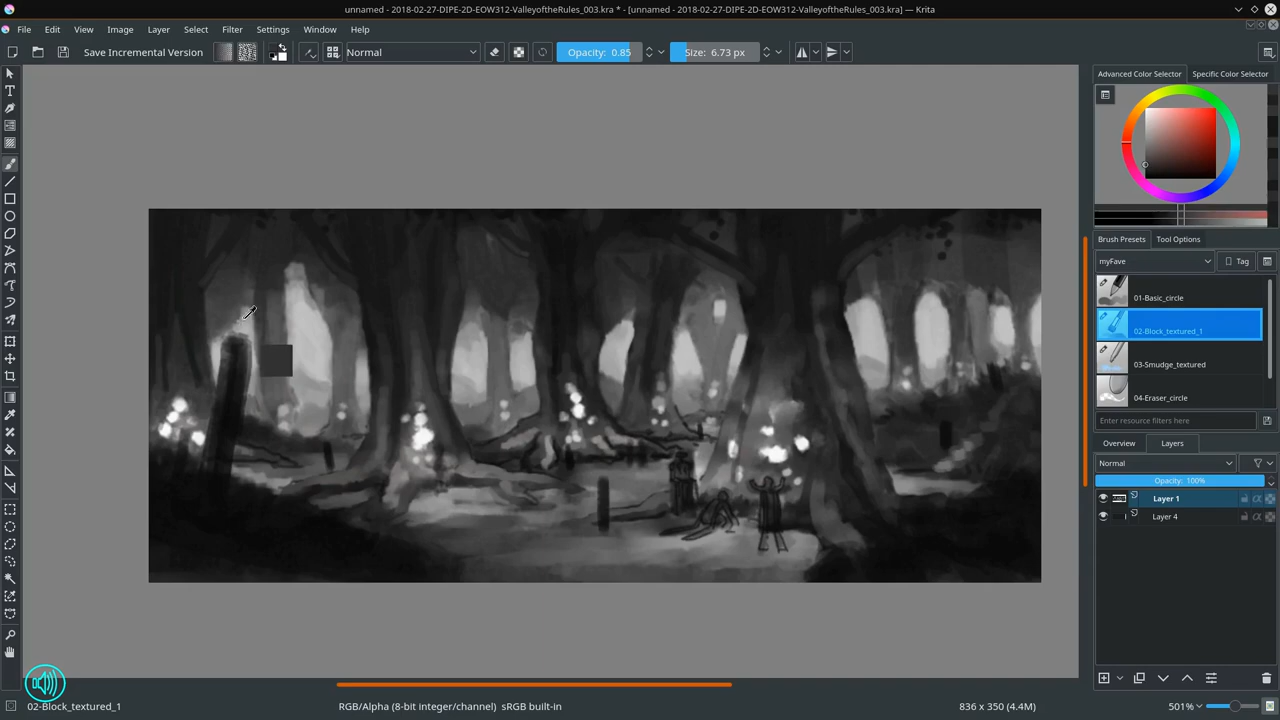 unnamed - 2018-02-27-DIPE-2D-EOW312-ValleyoftheRules_003.kra * - [unnamed - 2018-02-27-DIPE-2D-EOW312-ValleyoftheRules_003.kra] — Krita
File Edit View Image Layer Select Filter Settings Window Help
Save Incremental Version Normal Opacity: 0.85 Size: 6.73 px
Advanced Color Selector Specific Color Selector
Brush Presets Tool Options
myFave Tag
01-Basic_circle
02-Block_textured_1
03-Smudge_textured
04-Eraser_circle
Enter resource filters here
Overview Layers
Normal
Opacity: 100%
Layer 1
Layer 4
02-Block_textured_1 RGB/Alpha (8-bit integer/channel) sRGB built-in 836 x 350 (4.4M) 501%